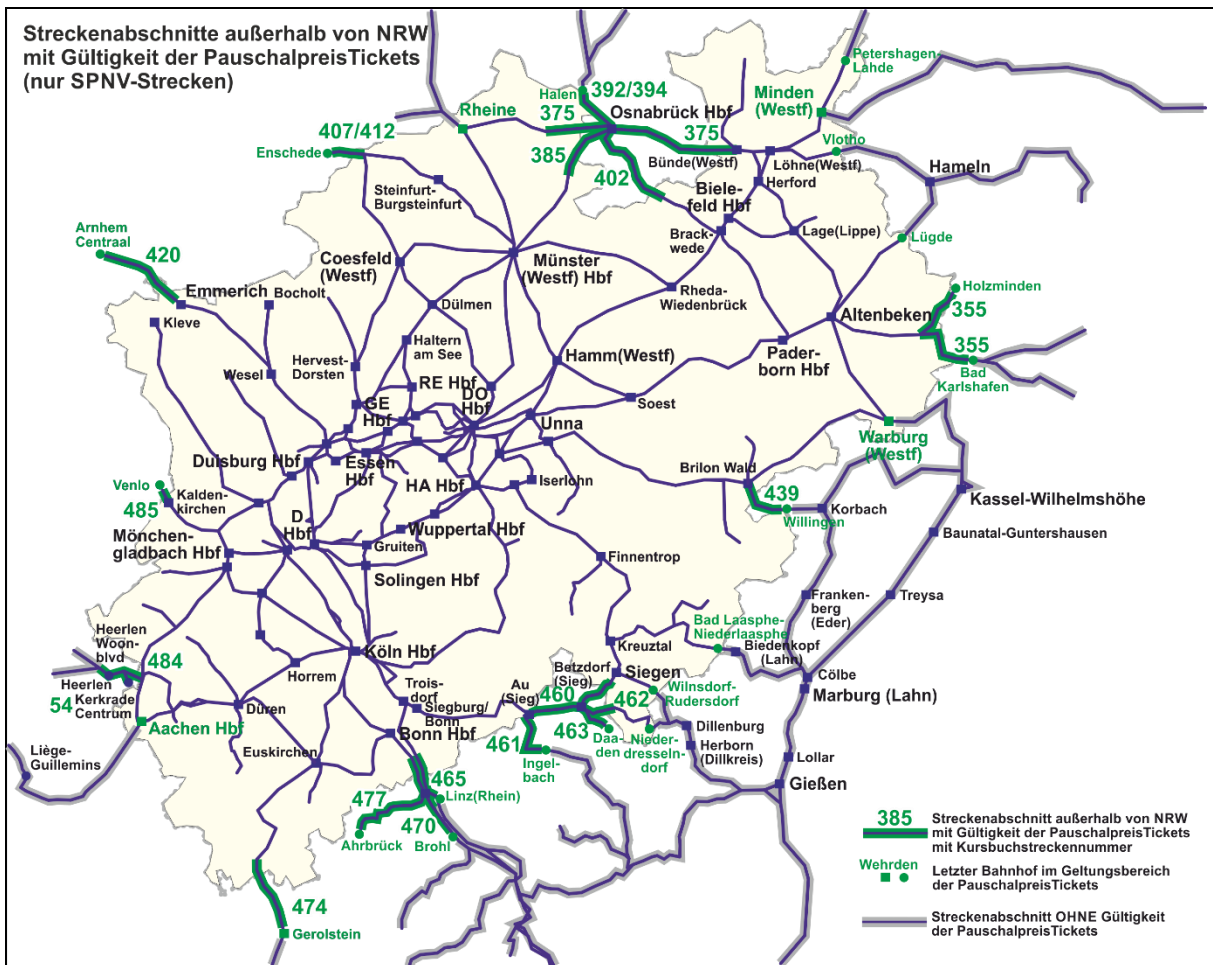 Streckenabschnitte außerhalb von NRW
mit Gültigkeit der PauschalpreisTickets
(nur SPNV-Strecken)
Petershagen-
Lahde
Halen
392/394
Minden
(Westf)
Rheine
375
Osnabrück Hbf
375
407/412
Enschede
385
Bünde(Westf)
Vlotho
Löhne(Westf)
Hameln
402
Herford
Steinfurt-
Burgsteinfurt
Biele-
feld Hbf
Arnhem
Centraal
420
Brack-
wede
Lage(Lippe)
Lügde
Coesfeld
(Westf)
Münster
(Westf) Hbf
Rheda-
Wiedenbrück
Holzminden
Emmerich
Bocholt
Dülmen
355
Kleve
Altenbeken
Haltern
am See
355
Hervest-
Dorsten
Hamm(Westf)
Pader-
born Hbf
Bad
Karlshafen
Wesel
RE Hbf
GE
Hbf
DO
Hbf
Soest
Unna
Warburg
(Westf)
Duisburg Hbf
Essen
Hbf
Brilon Wald
Venlo
HA Hbf
Iserlohn
439
Kassel-Wilhelmshöhe
Kalden-
kirchen
485
Willingen
Korbach
D
Hbf
Wuppertal Hbf
Mönchen-
gladbach Hbf
Gruiten
Baunatal-Guntershausen
Finnentrop
Solingen Hbf
Franken-
berg
(Eder)
Treysa
Heerlen
Woon-
blvd
Bad Laasphe-
Niederlaasphe
Kreuztal
Biedenkopf
(Lahn)
Köln Hbf
484
Betzdorf
(Sieg)
Siegen
Cölbe
Horrem
Au
(Sieg)
Marburg (Lahn)
Heerlen
Kerkrade
Centrum
54
Trois-
dorf
Siegburg/
Bonn
460
462
Wilnsdorf-
Rudersdorf
Düren
Aachen Hbf
463
Dillenburg
Bonn Hbf
Daa-
den
Nieder-
dresseln-
dorf
461
Herborn
(Dillkreis)
Liège-
Guillemins
Euskirchen
Ingel-
bach
Lollar
465
Gießen
477
Linz(Rhein)
470
Ahrbrück
Brohl
474
Gerolstein
385
Streckenabschnitt außerhalb von NRW
mit Gültigkeit der PauschalpreisTickets
mit Kursbuchstreckennummer
Wehrden
Letzter Bahnhof im Geltungsbereich
der PauschalpreisTickets
Streckenabschnitt OHNE Gültigkeit
der PauschalpreisTickets